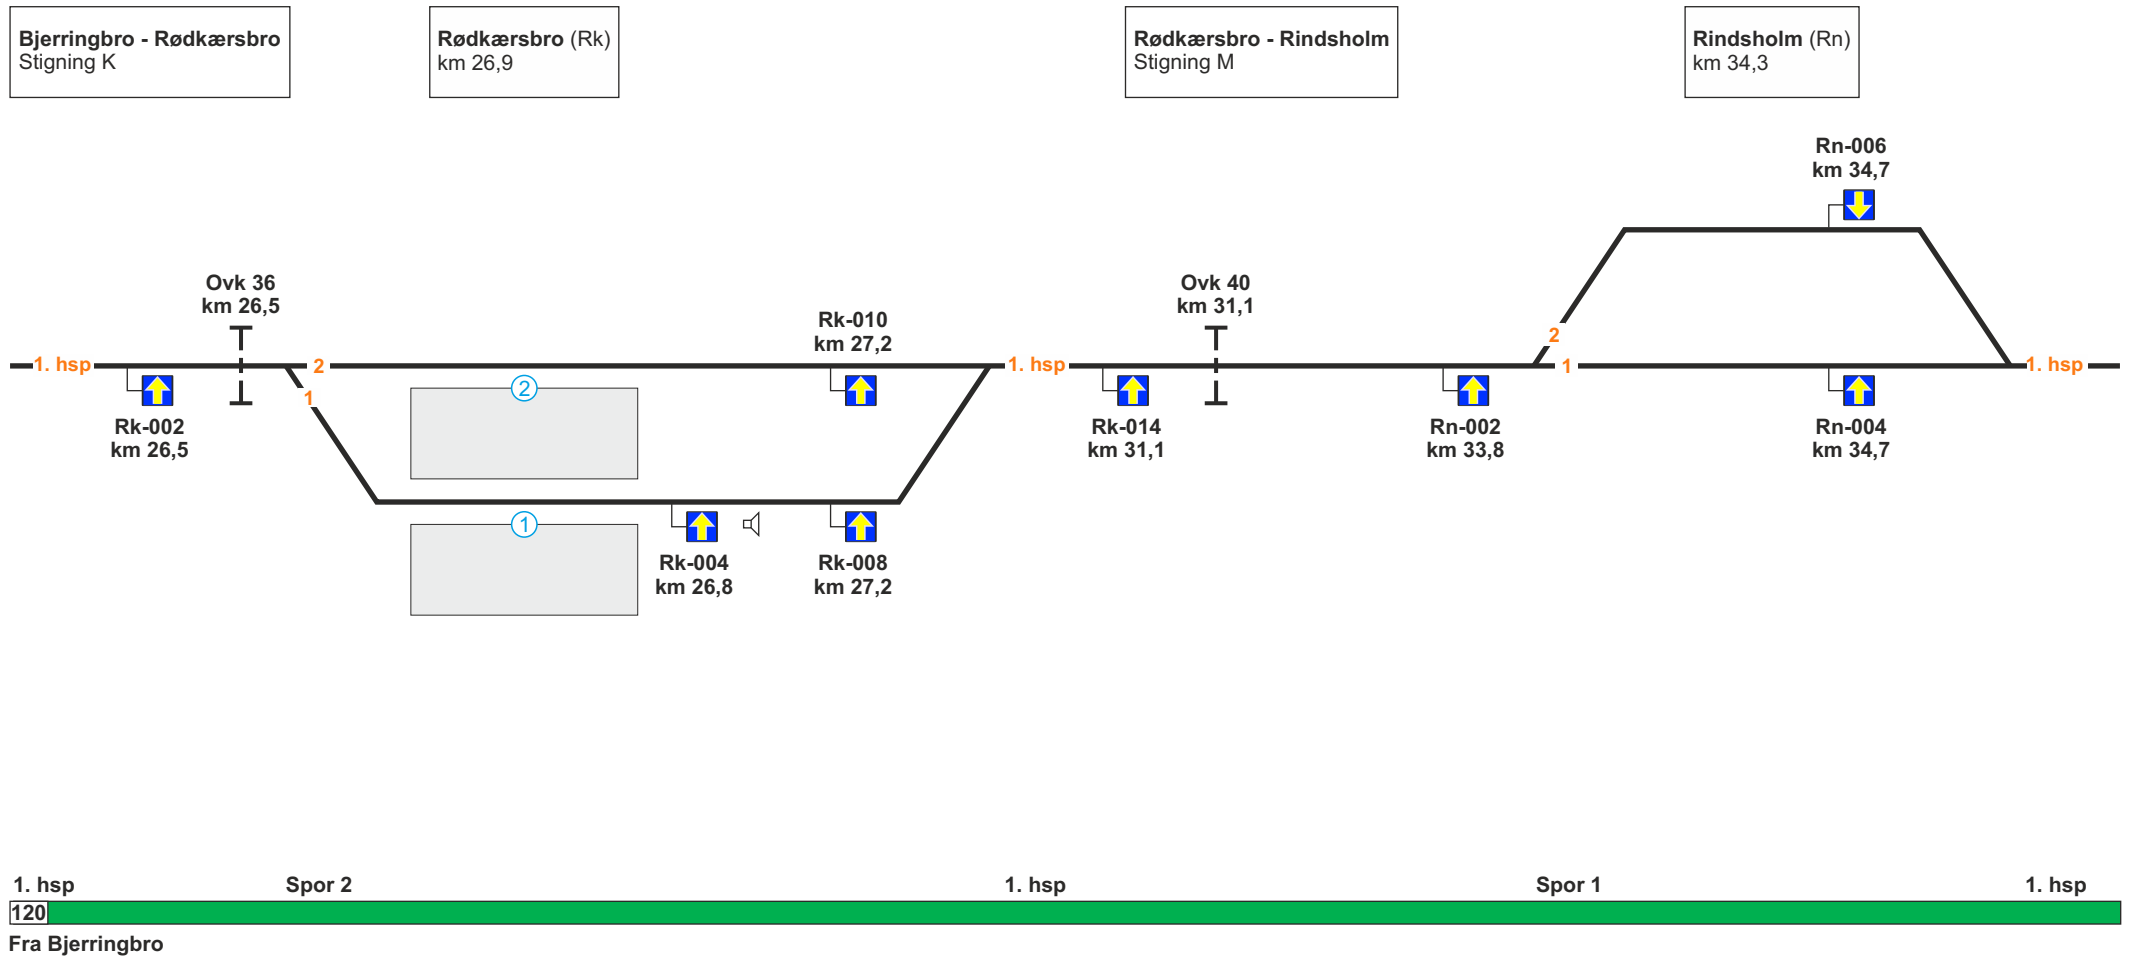 Bjerringbro - Rødkærsbro
Stigning K
Rødkærsbro (Rk)
km 26,9
Rødkærsbro - Rindsholm
Stigning M
Rindsholm (Rn)
km 34,3
Rn-006
km 34,7
Ovk 36
km 26,5
Ovk 40
km 31,1
Rk-010
km 27,2
2
1. hsp
2
1. hsp
1
1. hsp
1
2
Rk-002
km 26,5
Rk-014
km 31,1
Rn-002
km 33,8
Rn-004
km 34,7
1
Rk-004
km 26,8
Rk-008
km 27,2
1. hsp
Spor 2
1. hsp
Spor 1
1. hsp
120
Fra Bjerringbro